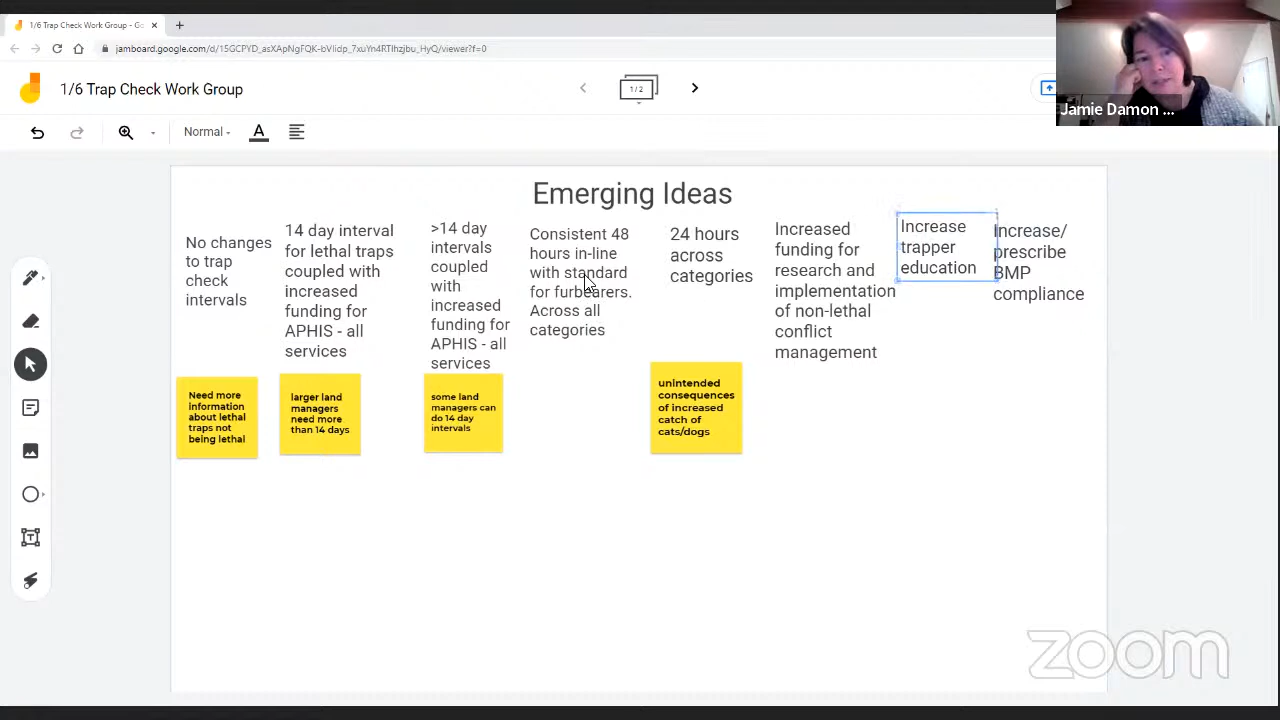 1/6 Trap Check Work Group - Go
jamboard.google.com/d/15GCPYD_asXApNgFQK-bVlidp_7xuYn4RTIhzjbu_HyQ/viewer?f=0
1/6 Trap Check Work Group
1/2
Normal
A
Jamie Damon ...
Emerging Ideas
No changes
to trap
check
intervals
14 day interval
for lethal traps
coupled with
increased
funding for
APHIS - all
services
>14 day
intervals
coupled
with
increased
funding for
APHIS - all
services
Consistent 48
hours in-line
with standard
for furbearers.
Across all
categories
24 hours
across
categories
Increased
funding for
research and
implementation
of non-lethal
conflict
management
Increase
trapper
education
Increase/
prescribe
BMP
compliance
Need more
information
about lethal
traps not
being lethal
larger land
managers
need more
than 14 days
some land
managers can
do 14 day
intervals
unintended
consequences
of increased
catch of
cats/dogs
zoom